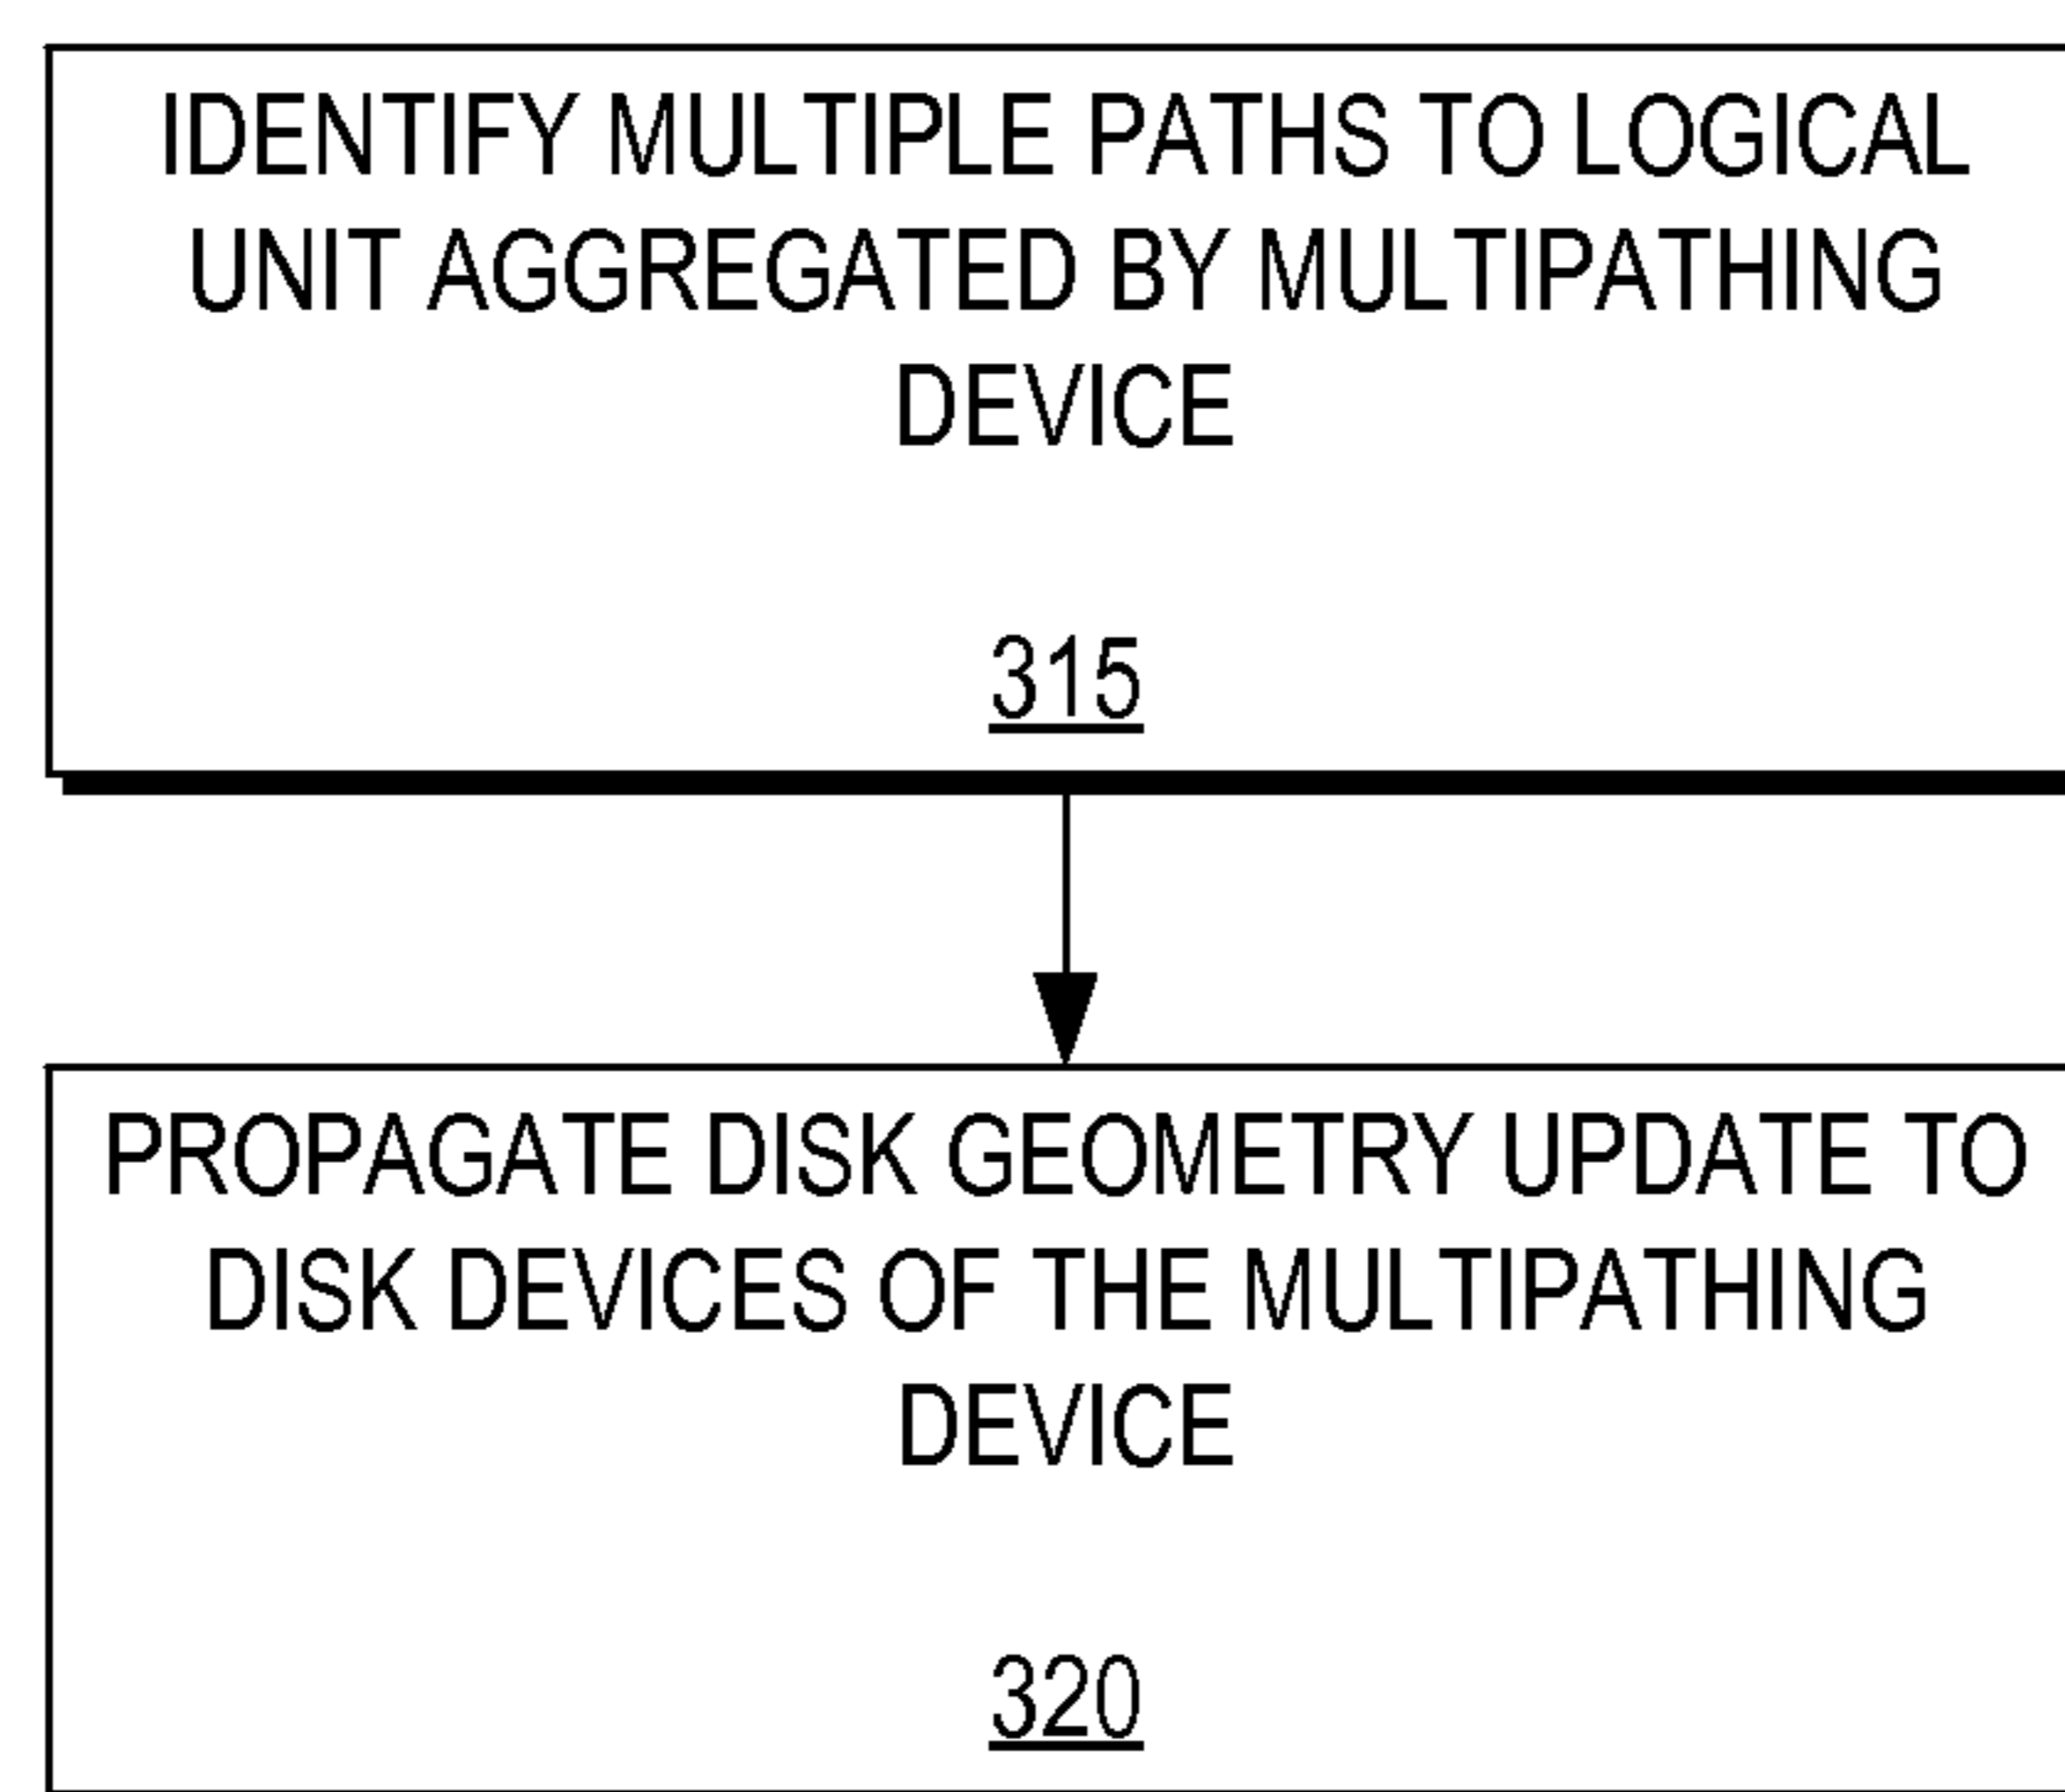 IDENTIFY MULTIPLE PATHS TO LOGICAL
UNIT AGGREGATED BY MULTIPATHING
DEVICE
315
PROPAGATE DISK GEOMETRY UPDATE TO
DISK DEVICES OF THE MULTIPATHING
DEVICE
320